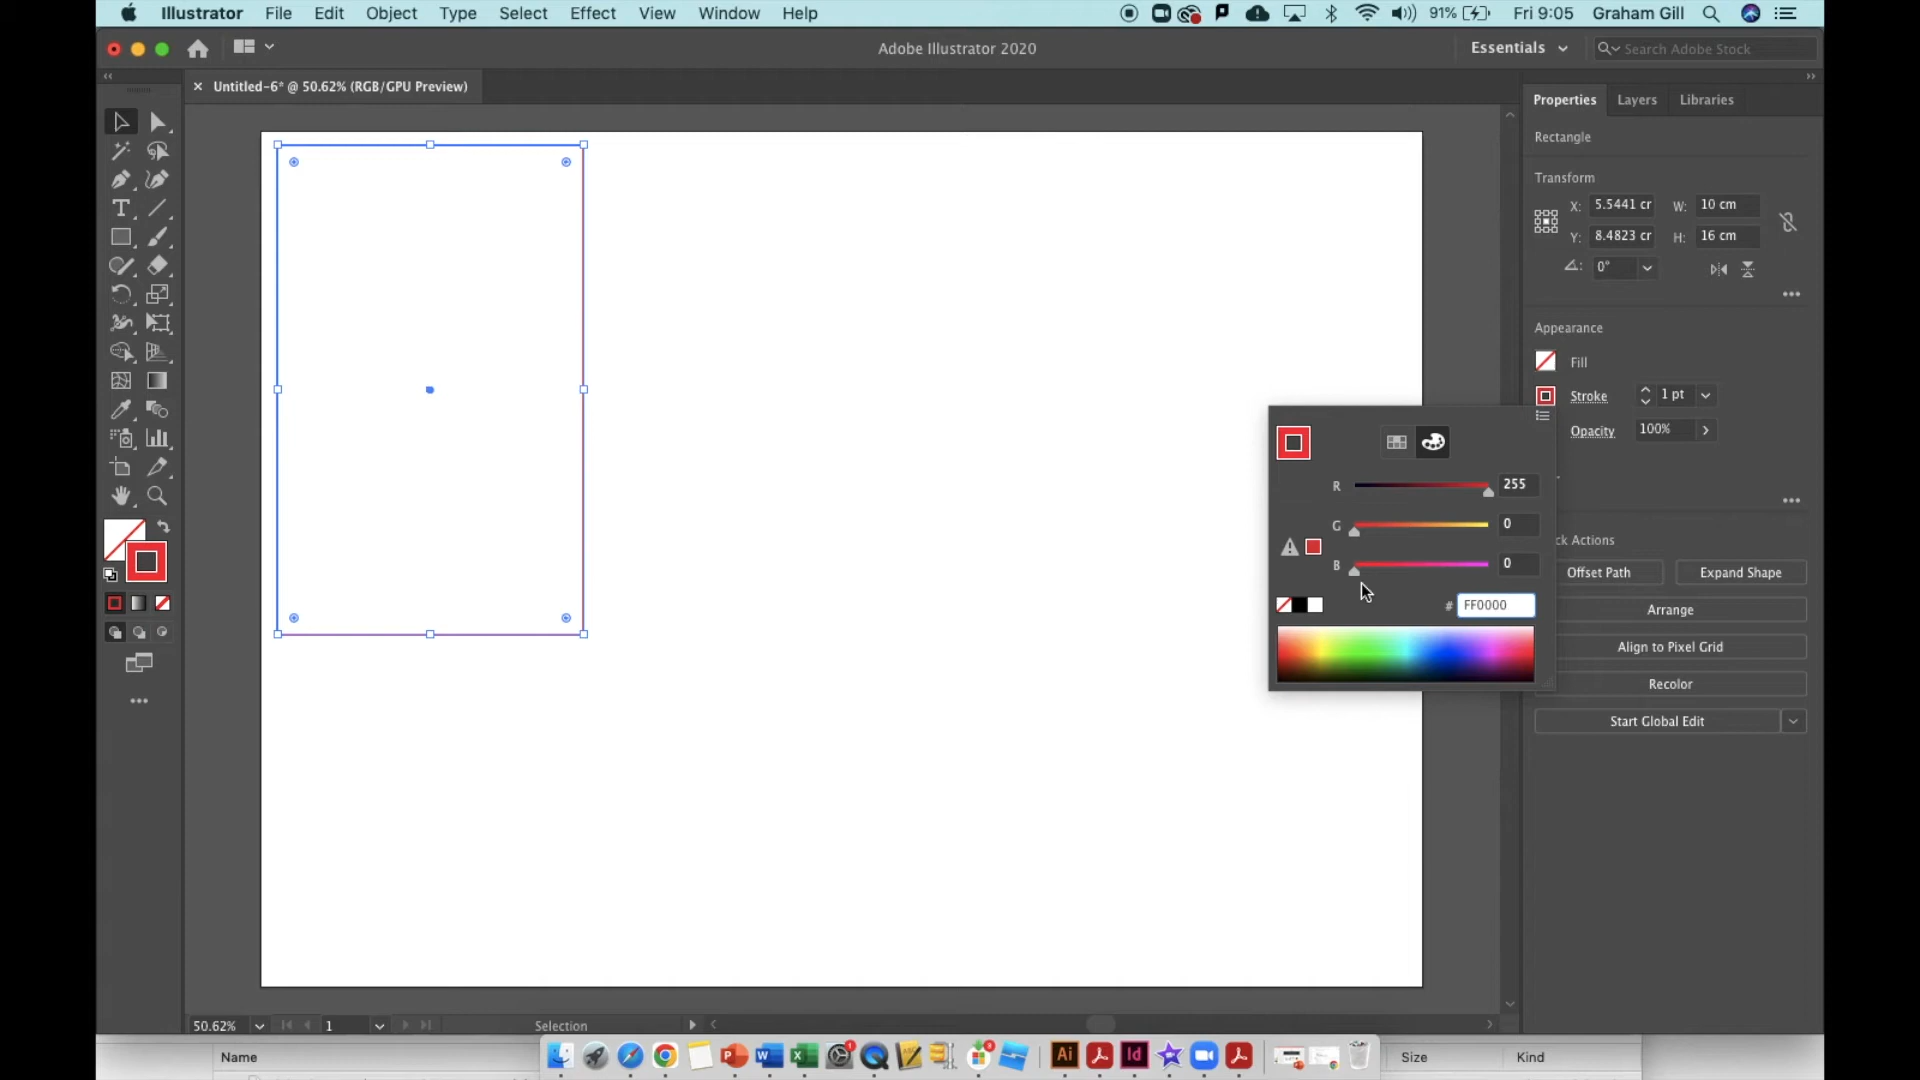 Illustrator File Edit Object Type Select Effect View Window Help 91% Fri 9:05 Graham Gill
Adobe Illustrator 2020 Essentials Search Adobe Stock
Untitled-6* @ 50.62% (RGB/GPU Preview)
Properties Layers Libraries
Rectangle
Transform
X: 5.5441 cr W: 10 cm
Y: 8.4823 cr H: 16 cm
0°
Appearance
Fill
Stroke 1 pt
Opacity 100%
R 255
G 0
B 0
# FF0000
ck Actions
Offset Path Expand Shape
Arrange
Align to Pixel Grid
Recolor
Start Global Edit
50.62% 1 Selection
Name Size Kind